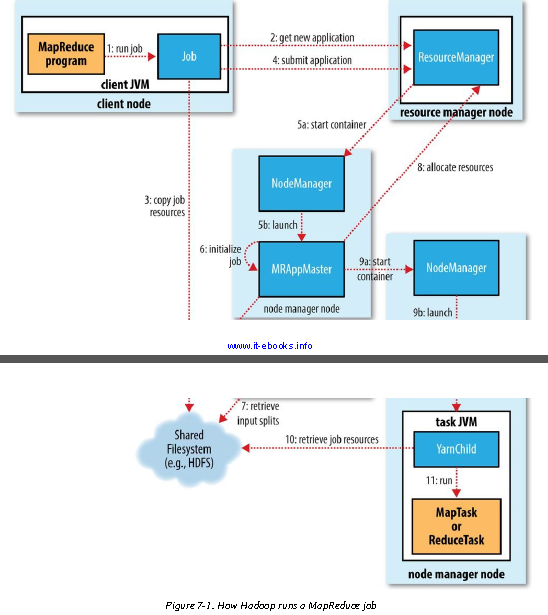 MapReduce
program
1: run job
Job
client JVM
client node
2: get new application
4: submit application
ResourceManager
resource manager node
5a: start container
8: allocate resources
3: copy job
resources
NodeManager
5b: launch
6: initialize
job
MRAppMaster
node manager node
9a: start
container
NodeManager
9b: launch
www.it-ebooks.info
7: retrieve
input splits
Shared
Filesystem
(e.g., HDFS)
10: retrieve job resources
task JVM
YarnChild
11: run
MapTask
or
ReduceTask
node manager node
Figure 7-1. How Hadoop runs a MapReduce job